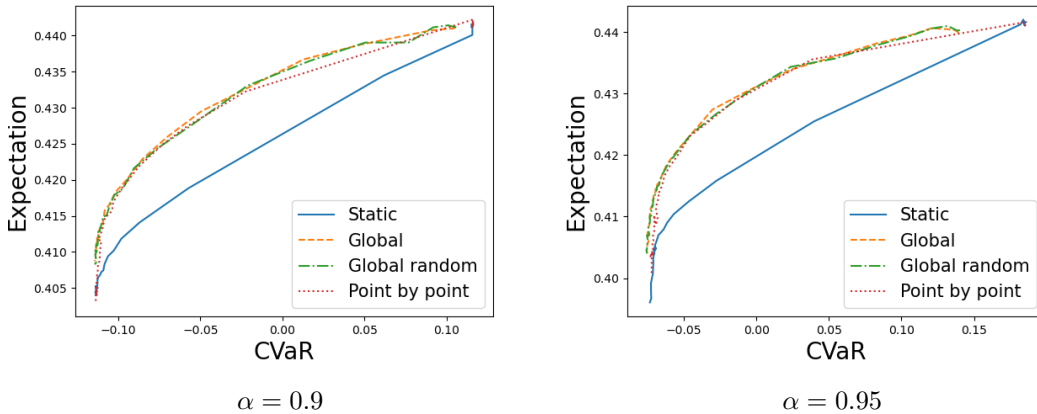 0.440
0.435
0.430
0.425
0.420
0.415
0.410
0.405
Expectation
−0.10
−0.05
0.00
0.05
0.10
CVaR
Static
Global
Global random
Point by point
α = 0.9
0.44
0.43
0.42
0.41
0.40
Expectation
−0.05
0.00
0.05
0.10
0.15
CVaR
Static
Global
Global random
Point by point
α = 0.95